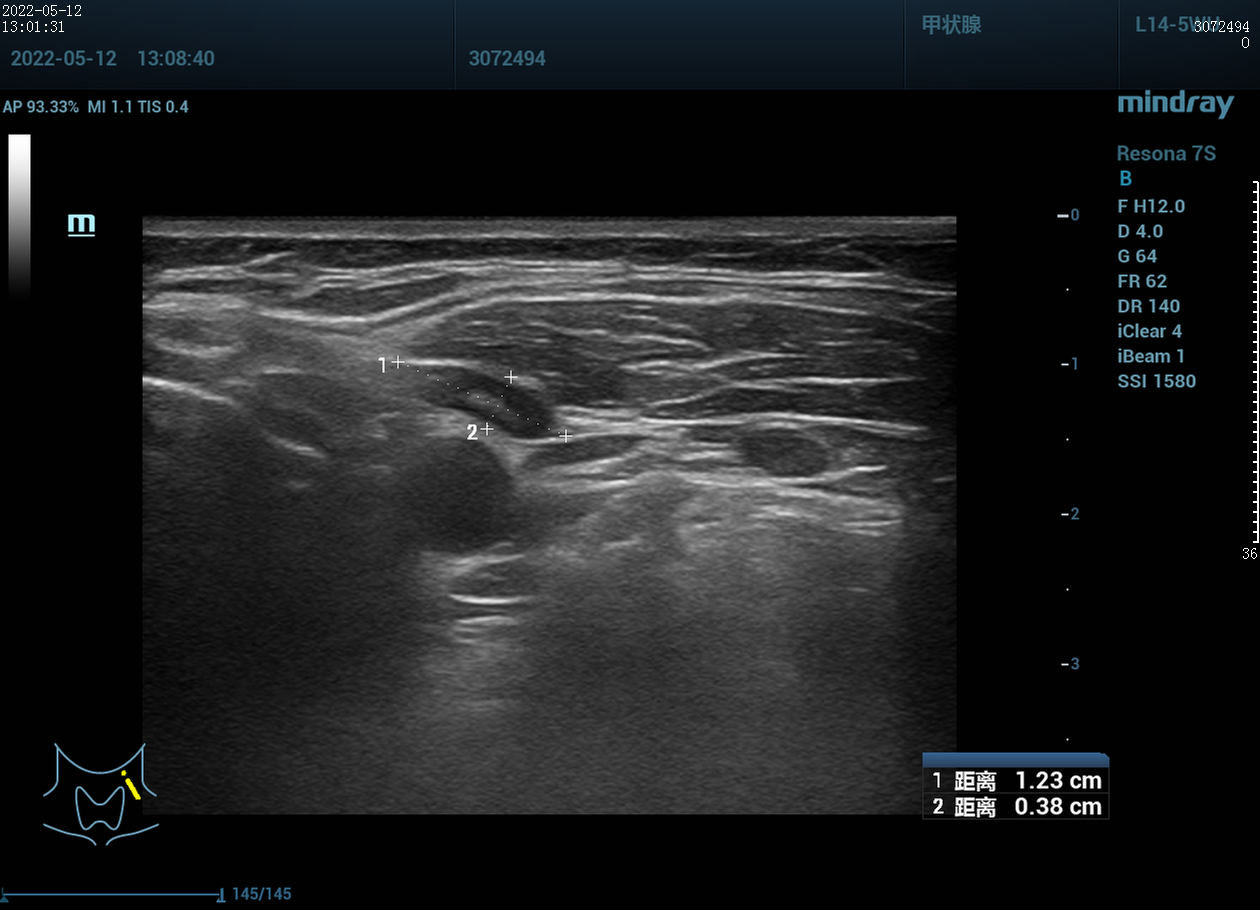 2022-05-12
13:01:31
甲状腺
L14-5WU
3072494
0
2022-05-12 13:08:40
3072494
AP 93.33% MI 1.1 TIS 0.4
mindray
Resona 7S
B
F H12.0
D 4.0
G 64
FR 62
DR 140
iClear 4
iBeam 1
SSI 1580
m
0
1
2
3
36
1
2
1 距离 1.23 cm
2 距离 0.38 cm
145/145